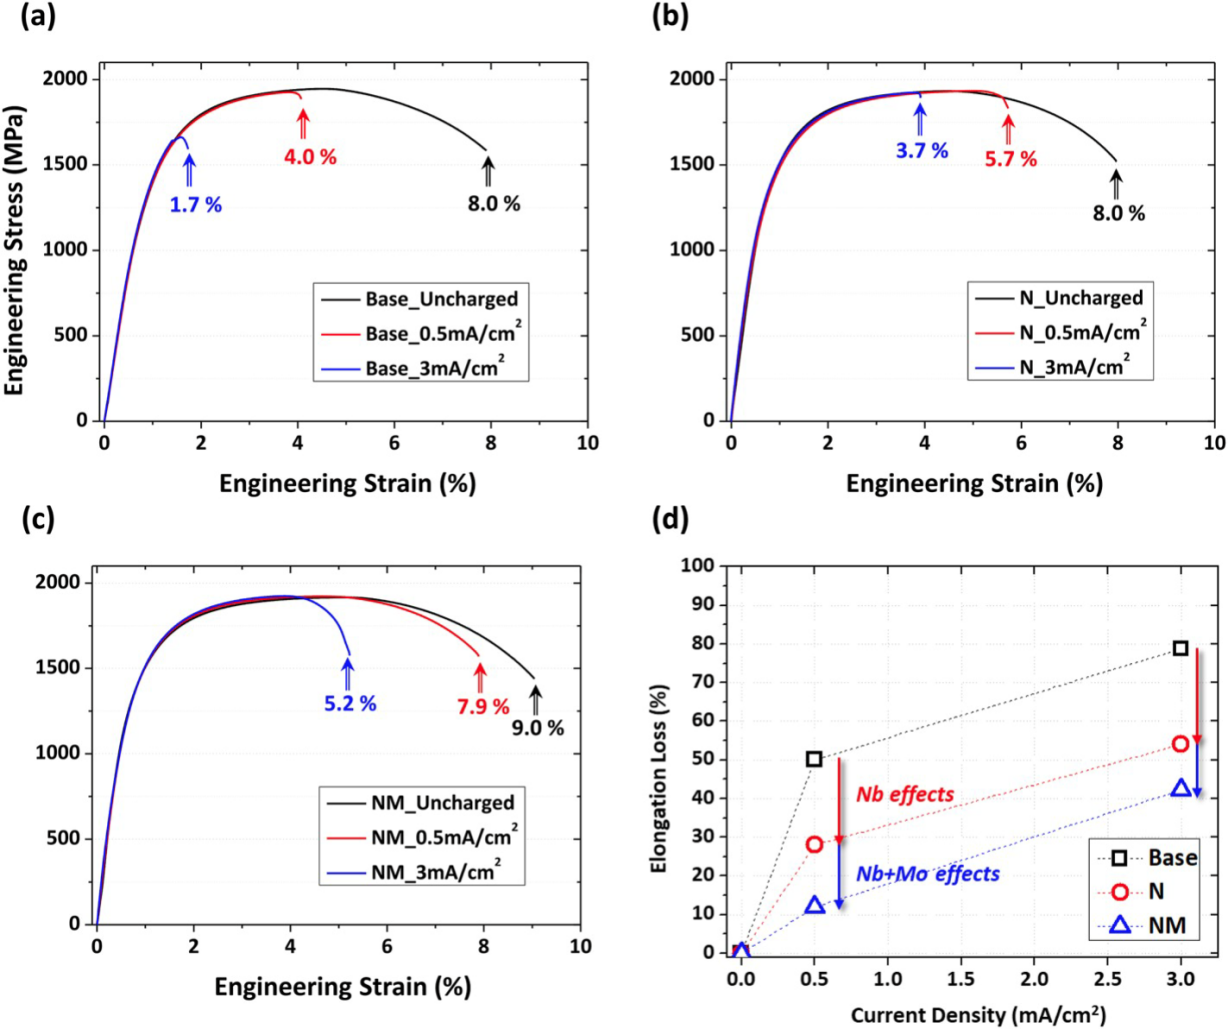 (a)
Engineering Stress (MPa)
2000
1500
1000
500
0
0 2 4 6 8 10
Engineering Strain (%)
1.7 %
4.0 %
8.0 %
Base_Uncharged
Base_0.5mA/cm²
Base_3mA/cm²
(b)
2000
1500
1000
500
0
0 2 4 6 8 10
Engineering Strain (%)
3.7 %
5.7 %
8.0 %
N_Uncharged
N_0.5mA/cm²
N_3mA/cm²
(c)
2000
1500
1000
500
0
0 2 4 6 8 10
Engineering Strain (%)
5.2 %
7.9 %
9.0 %
NM_Uncharged
NM_0.5mA/cm²
NM_3mA/cm²
(d)
Elongation Loss (%)
100
90
80
70
60
50
40
30
20
10
0
0.0 0.5 1.0 1.5 2.0 2.5 3.0
Current Density (mA/cm²)
Nb effects
Nb+Mo effects
Base
N
NM